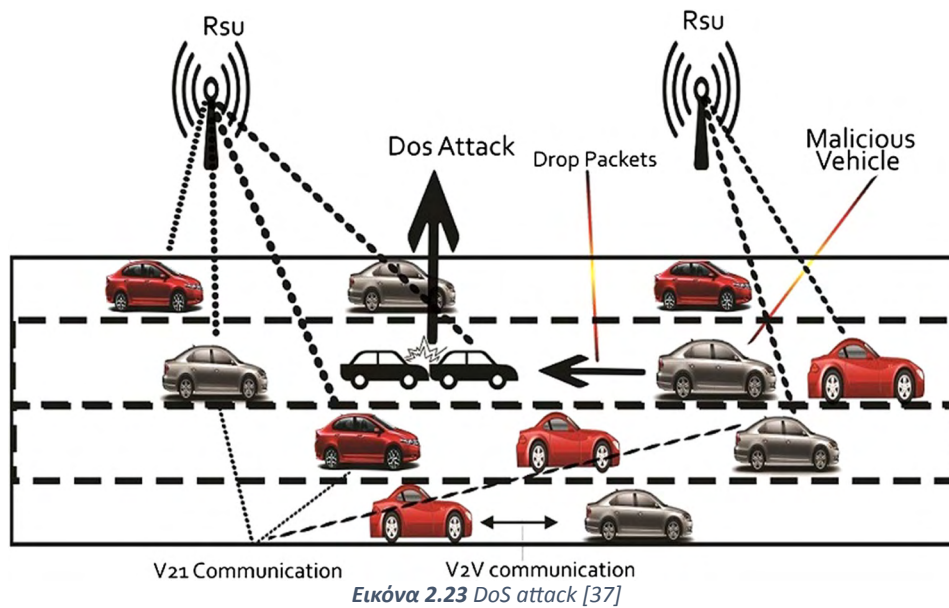 Rsu
Rsu
Dos Attack
Drop Packets
Malicious
Vehicle
V21 Communication
V2V communication
Εικόνα 2.23 DoS attack [37]